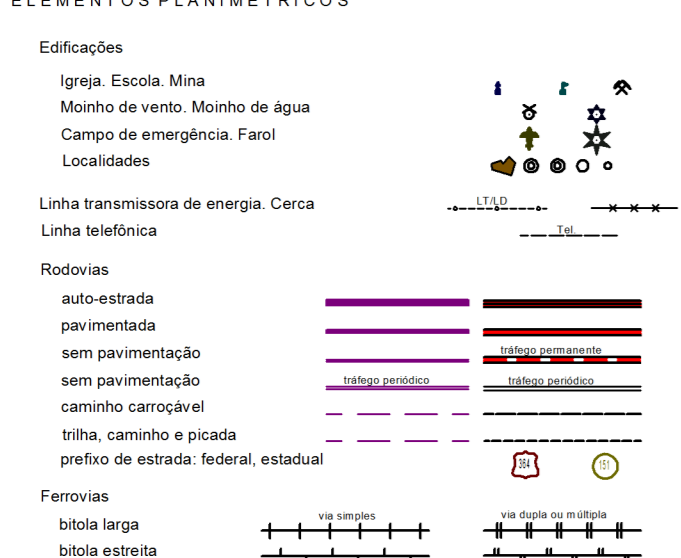 ELEMENTOS PLANIMÉTRICOS
Edificações
Igreja. Escola. Mina
Moinho de vento. Moinho de água
Campo de emergência. Farol
Localidades
Linha transmissora de energia. Cerca LT/LD
Linha telefônica Tel.
Rodovias
auto-estrada
pavimentada
sem pavimentação tráfego permanente
sem pavimentação tráfego periódico tráfego periódico
caminho carroçável
trilha, caminho e picada
prefixo de estrada: federal, estadual 364 151
Ferrovias
bitola larga via simples via dupla ou múltipla
bitola estreita